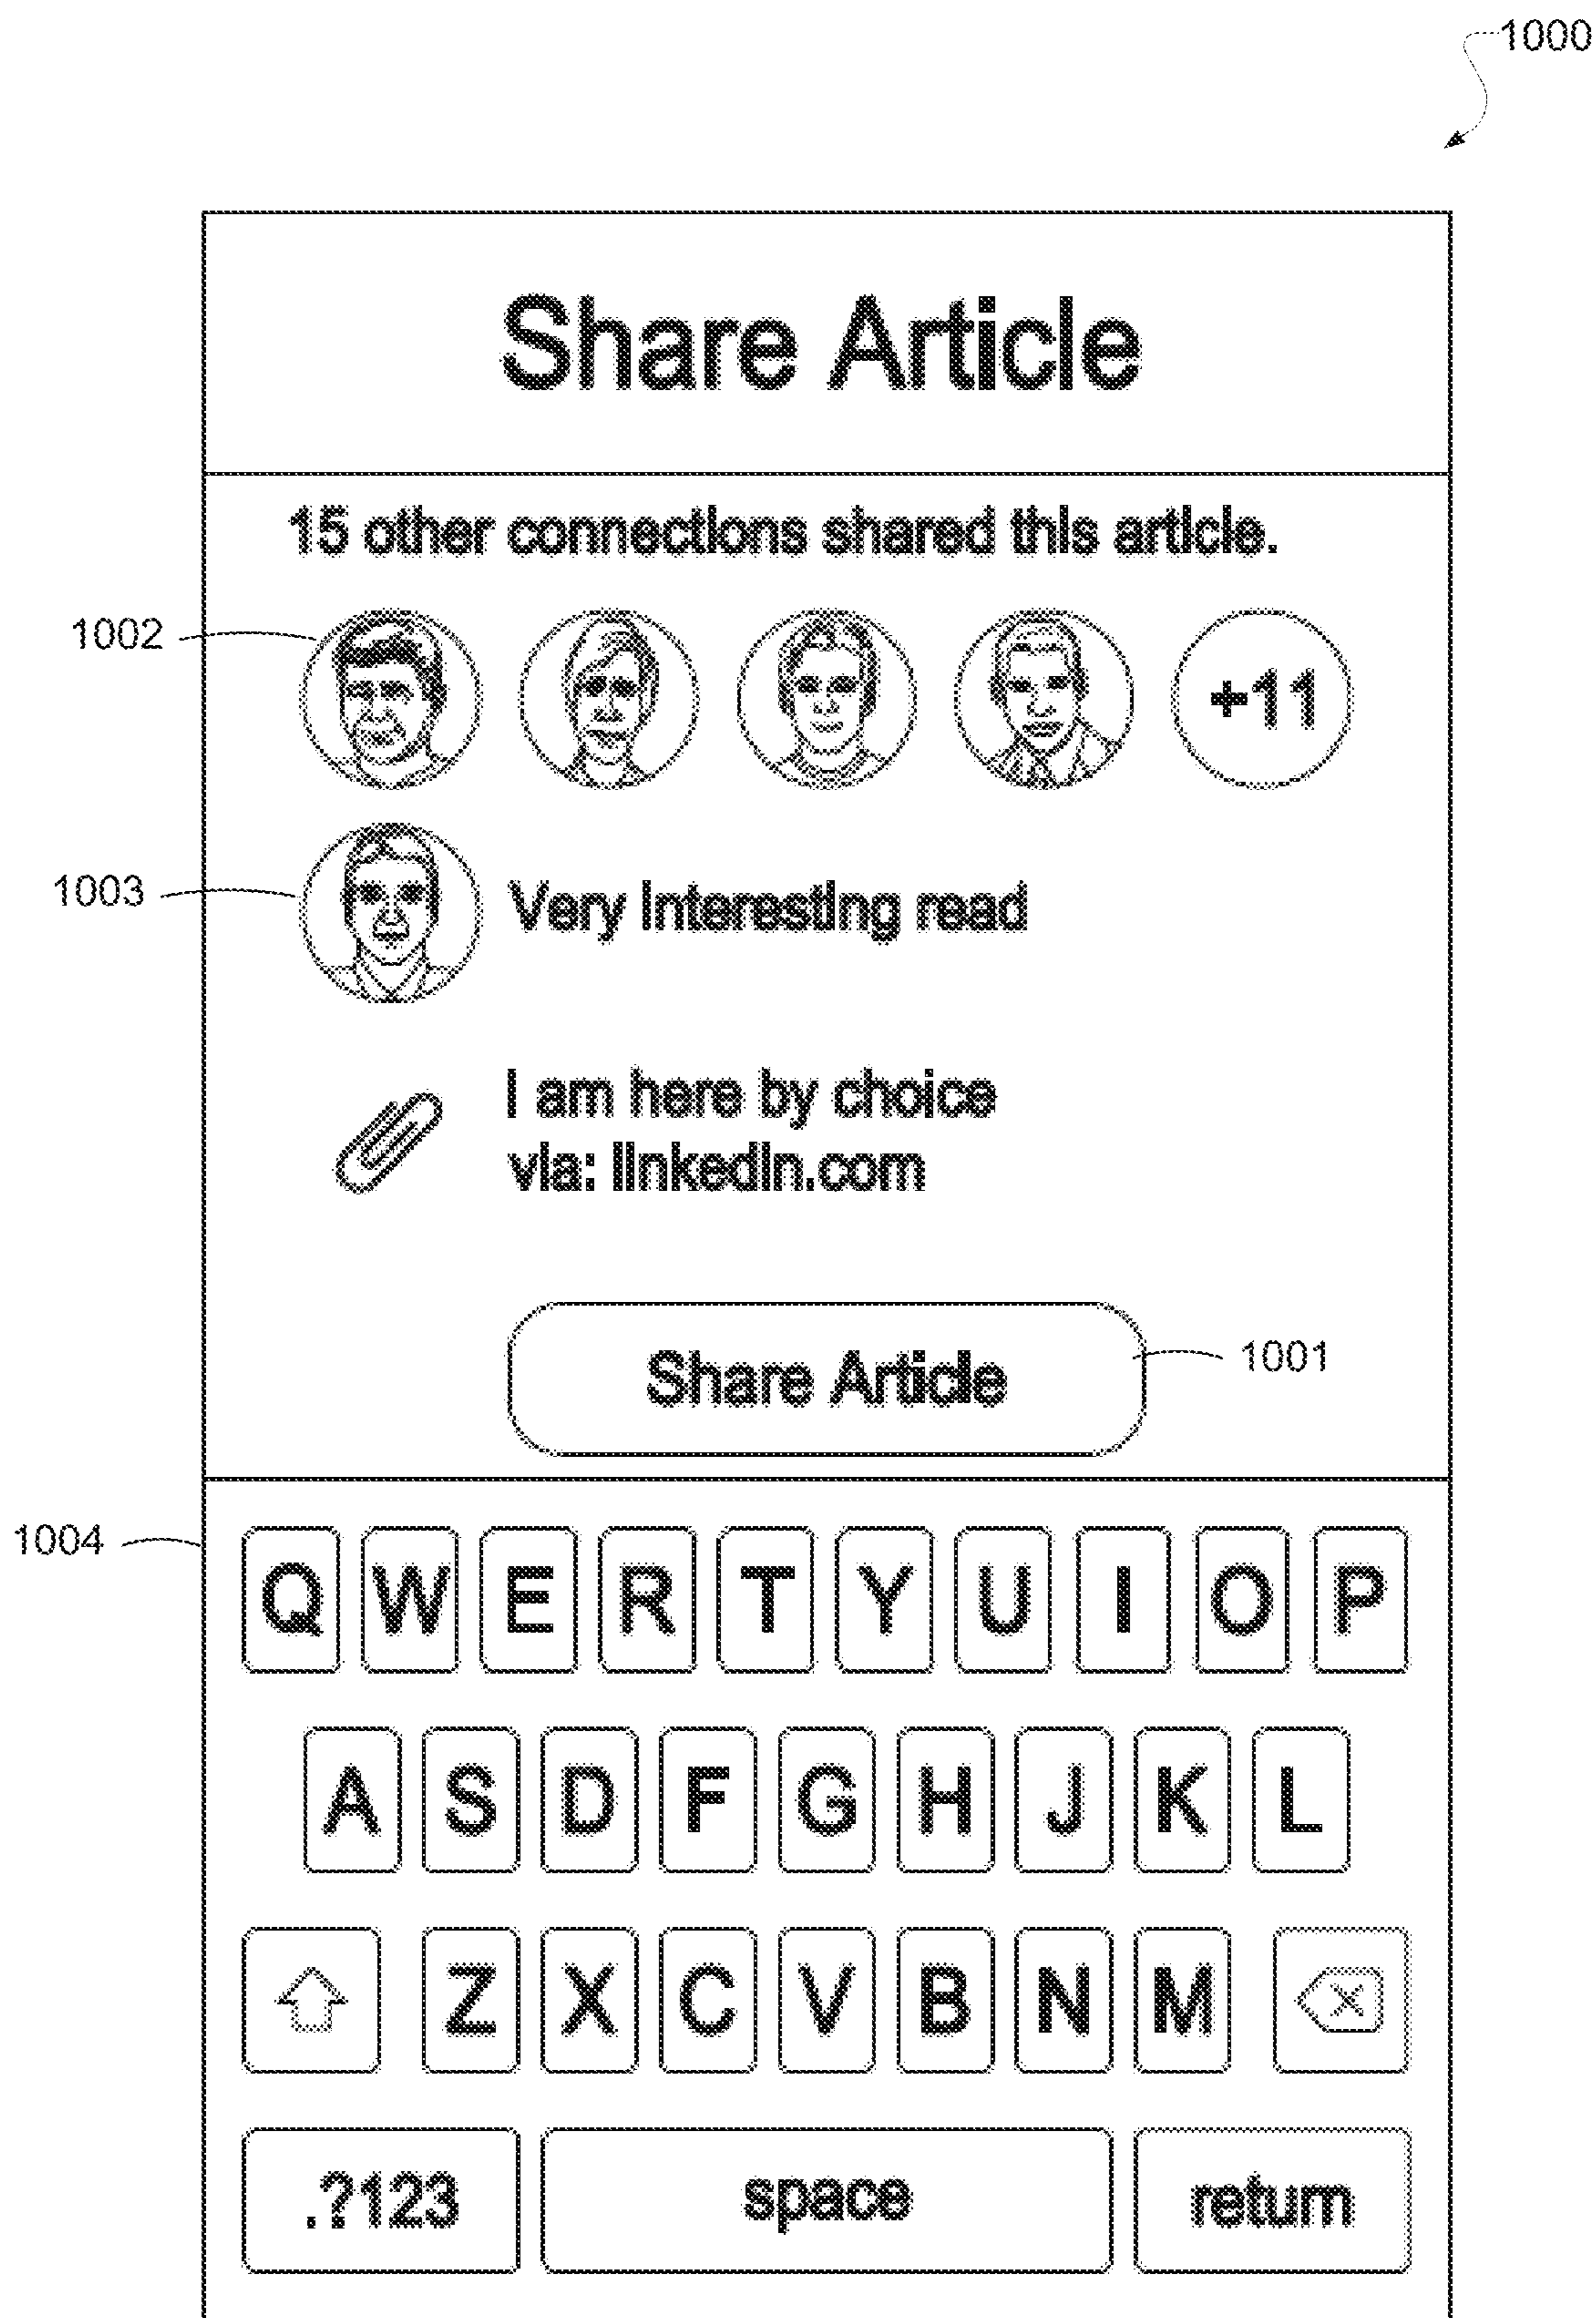 1000
Share Article
15 other connections shared this article.
1002
+11
1003
Very interesting read
I am here by choice
via: linkedin.com
Share Article
1001
1004
Q W E R T Y U I O P
A S D F G H J K L
Z X C V B N M
.?123 space return